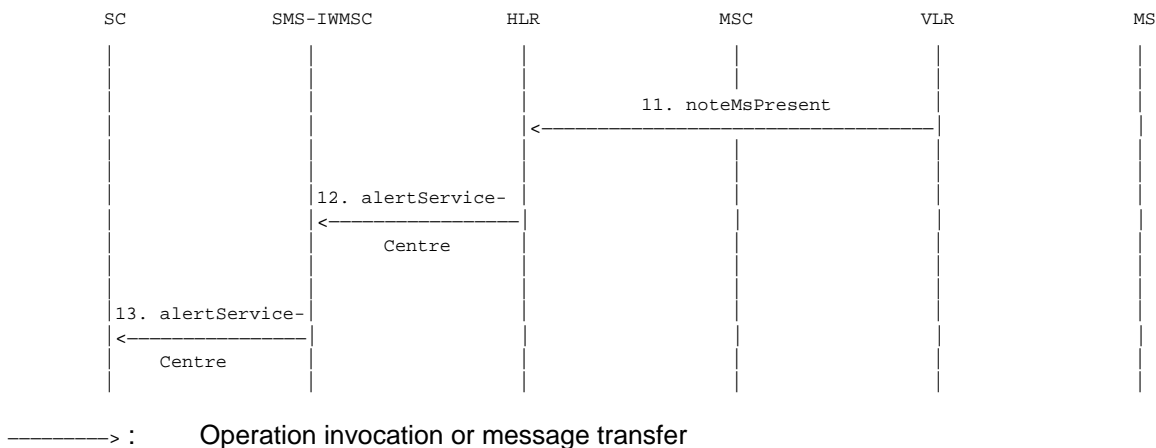 SC SMS-IWMSC HLR MSC VLR MS
11. noteMsPresent
12. alertService-
Centre
13. alertService-
Centre
: Operation invocation or message transfer